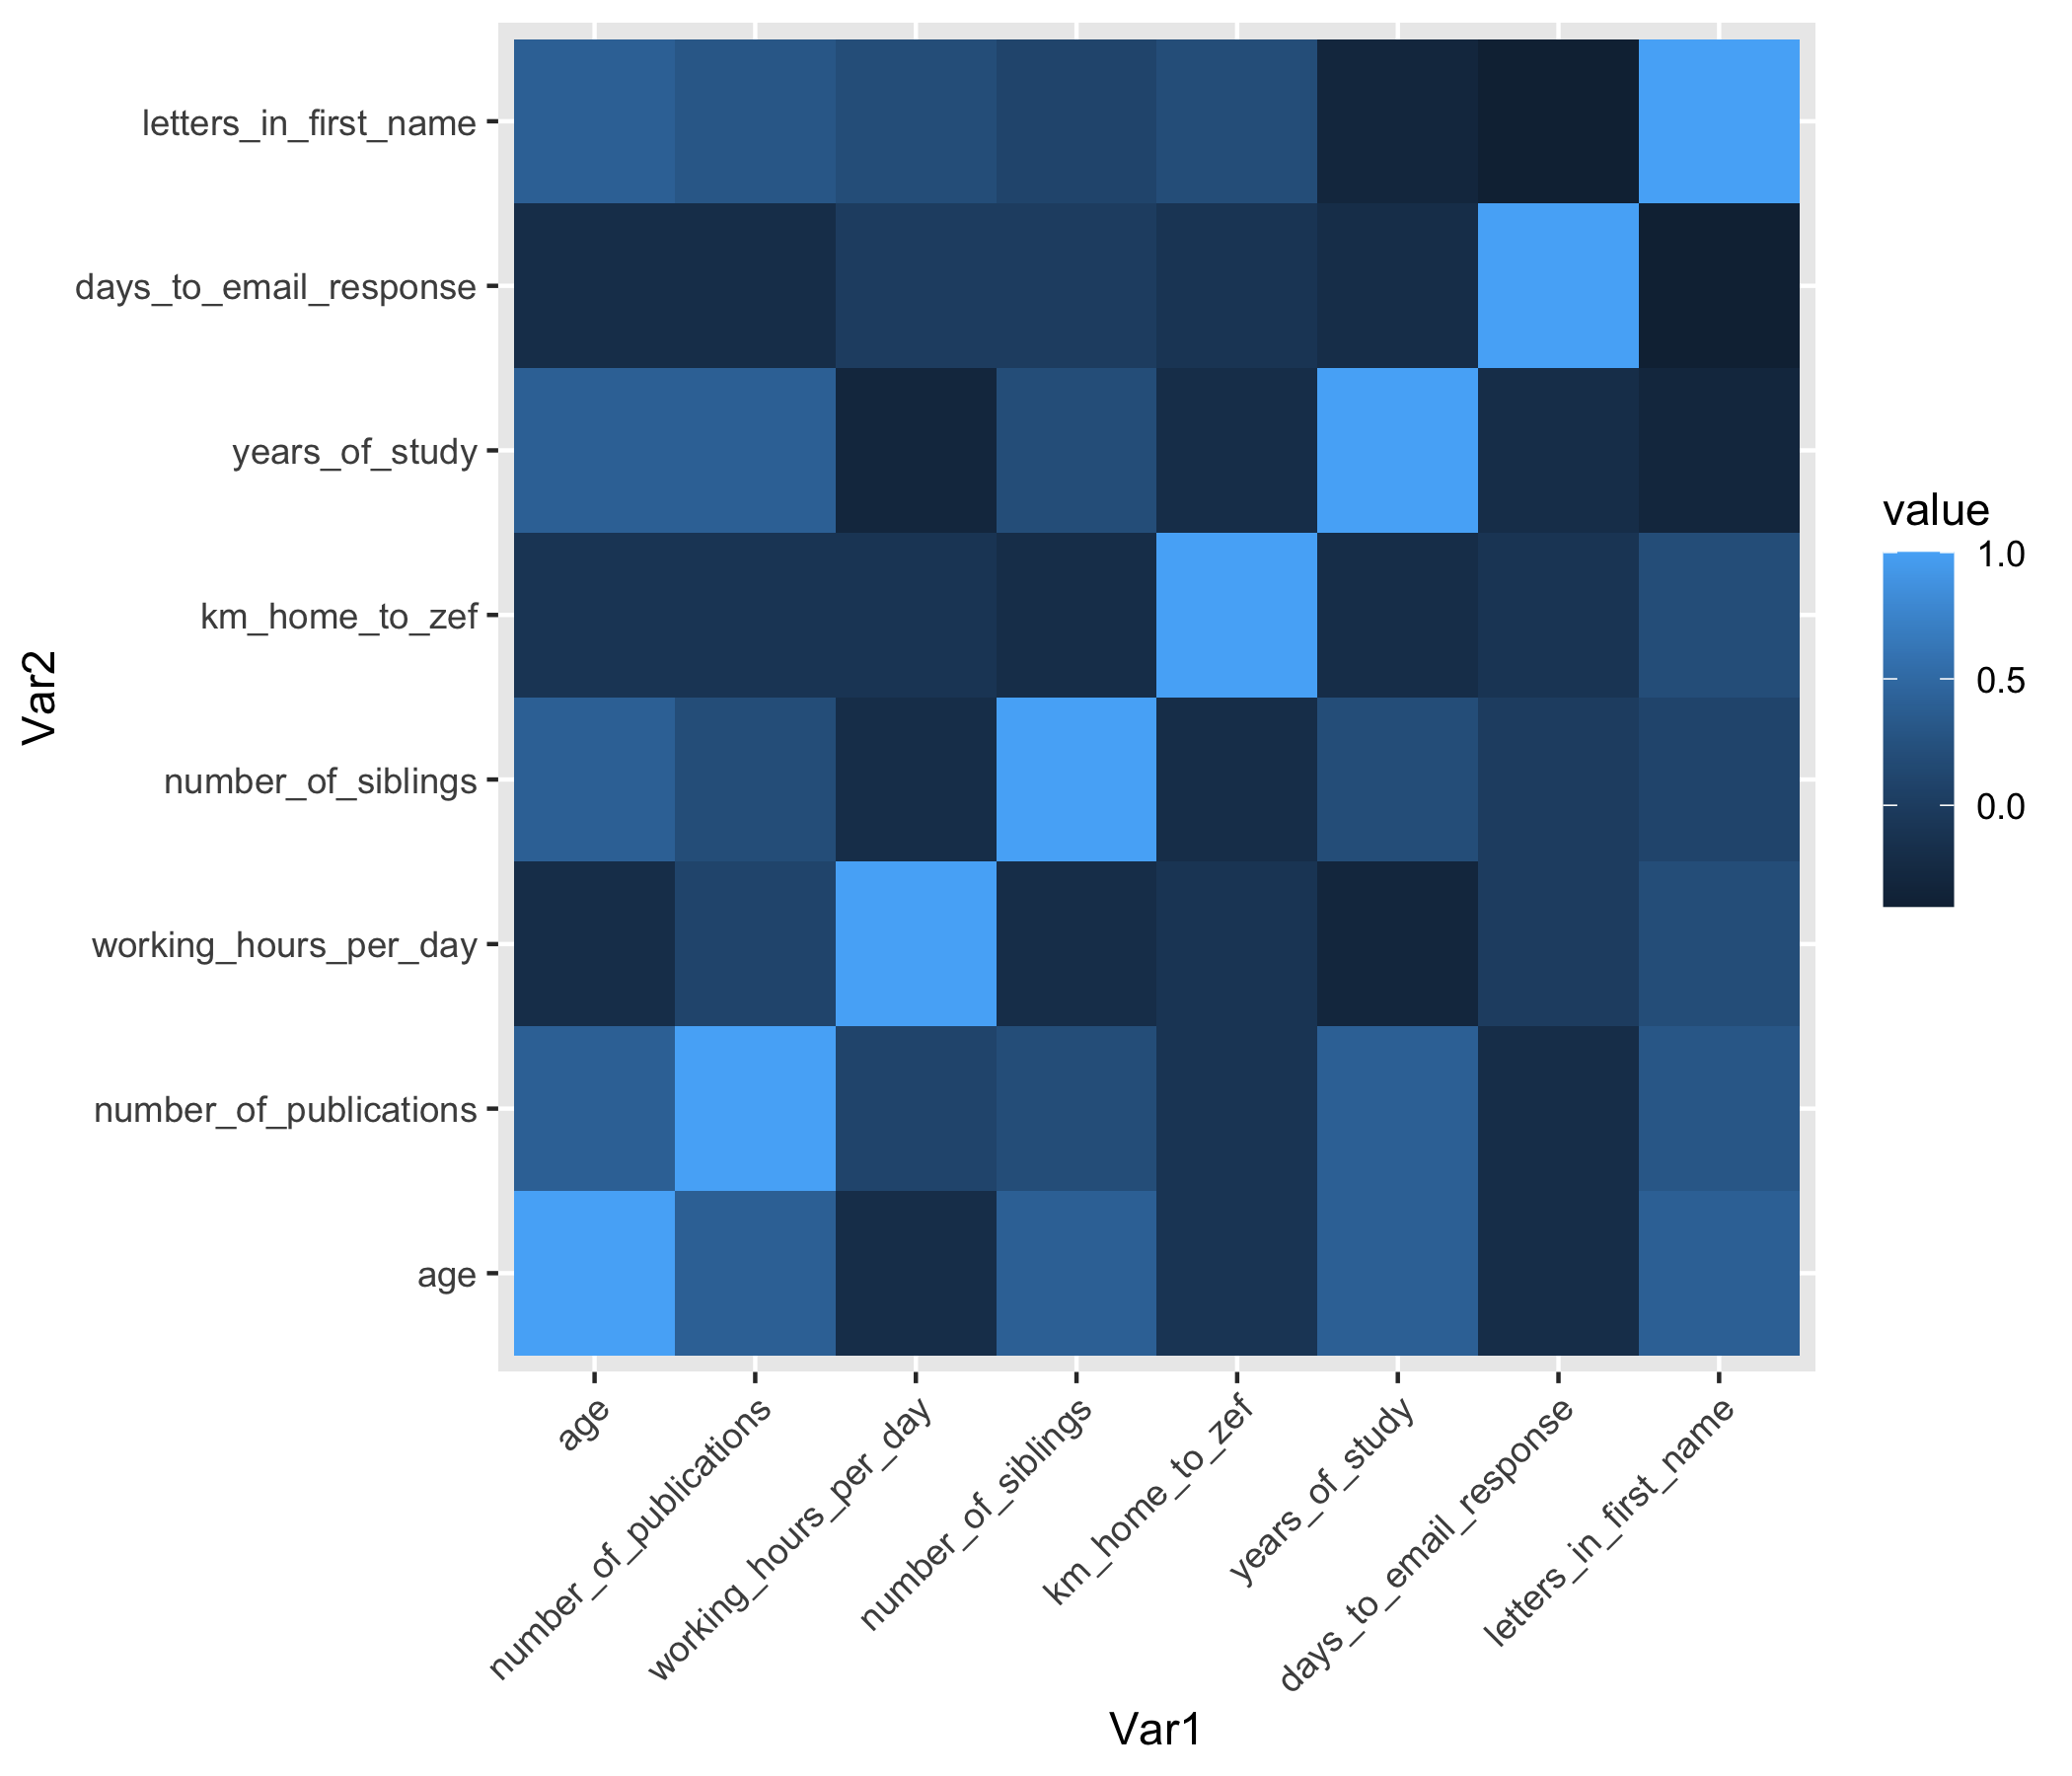 letters_in_first_name
days_to_email_response
years_of_study
km_home_to_zef
number_of_siblings
working_hours_per_day
number_of_publications
age
Var2
age
number_of_publications
working_hours_per_day
number_of_siblings
km_home_to_zef
years_of_study
days_to_email_response
letters_in_first_name
Var1
value
1.0
0.5
0.0